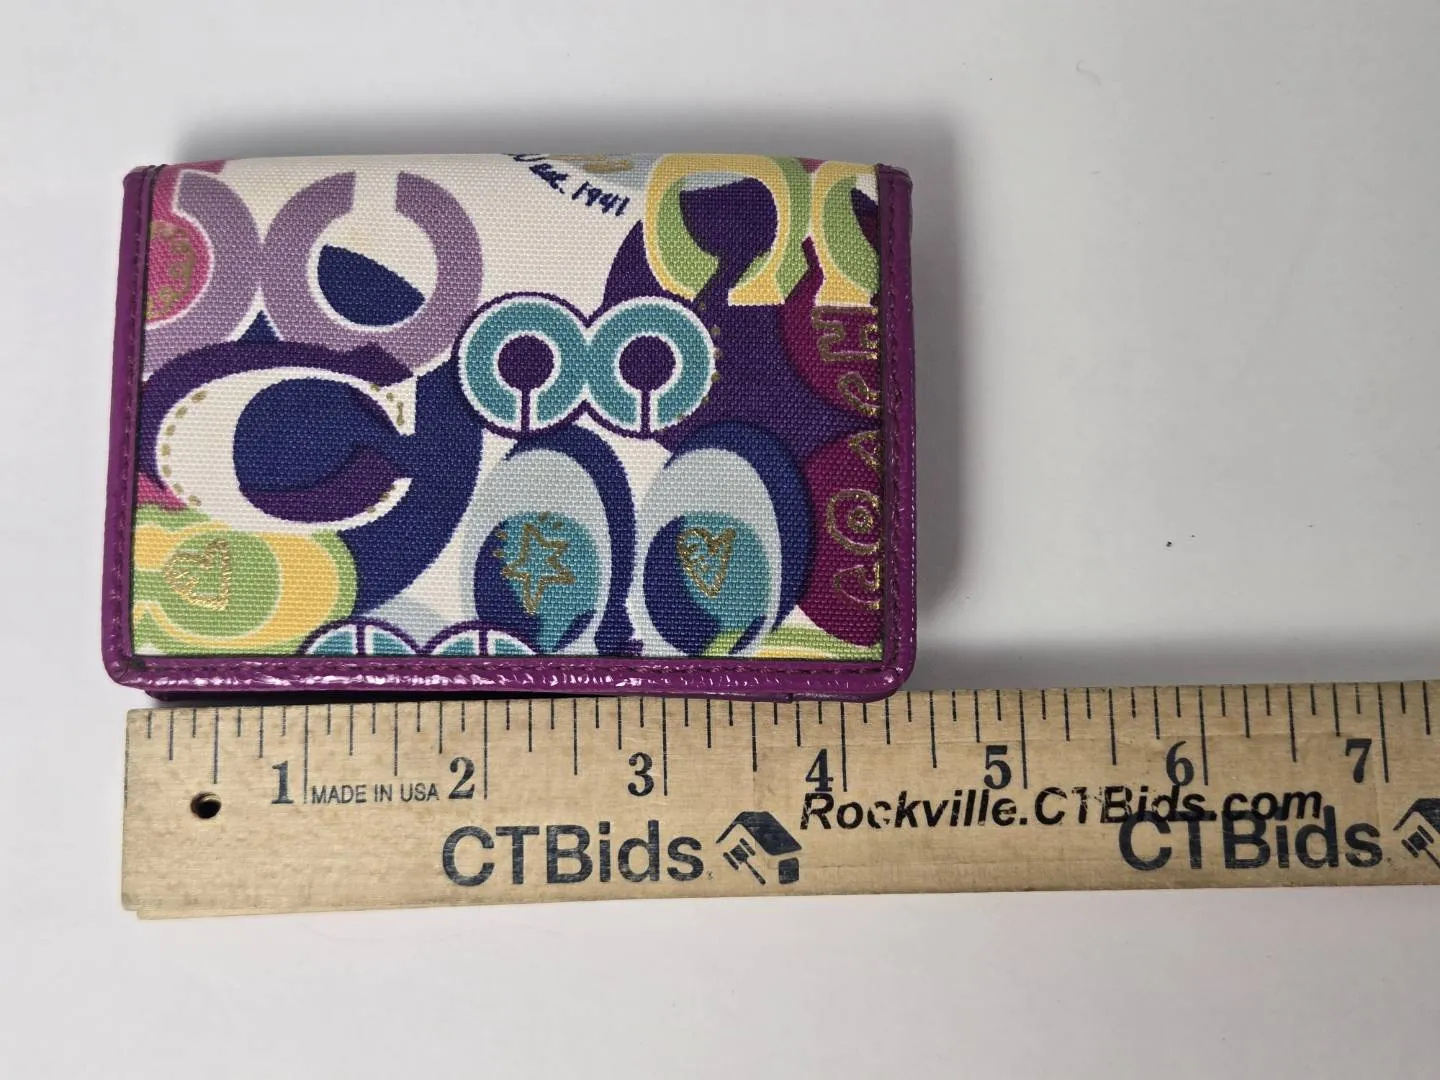 est. 1941
COACH
1 2 3 4 5 6 7
MADE IN USA
Rockville.CTBids.com
CTBids
CTBids